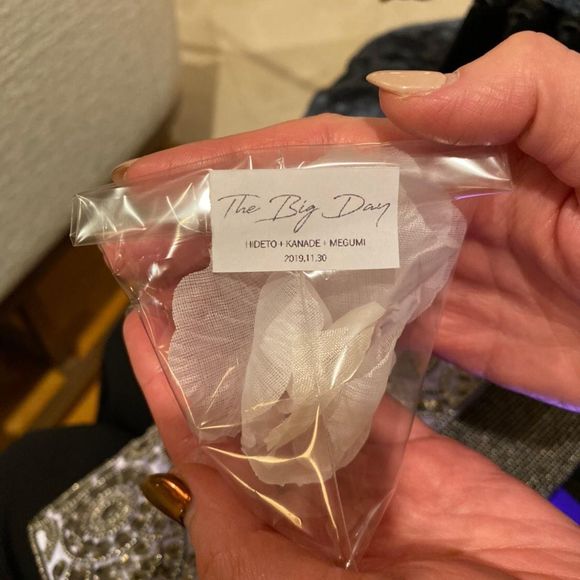 The Big Day
HIDETO + KANADE + MEGUMI
2019.11.30